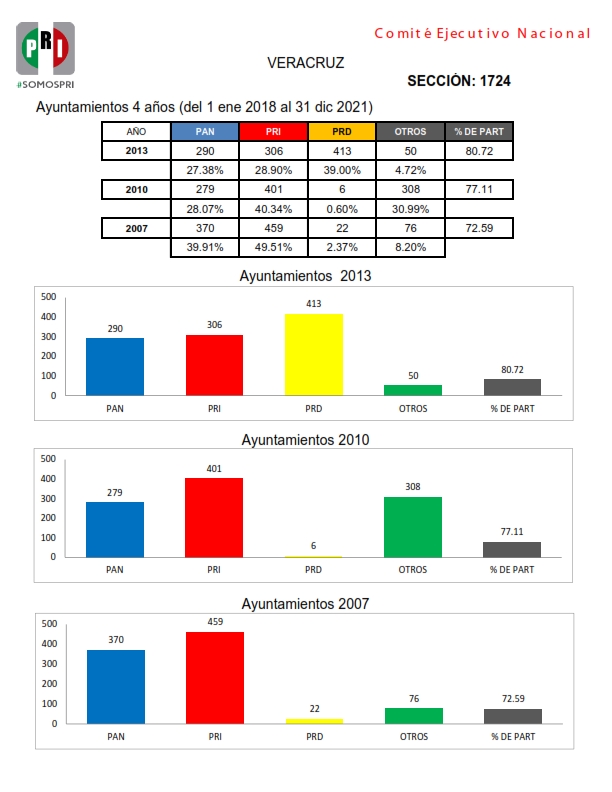 PRI
#SOMOSPRI
Comité Ejecutivo Nacional
VERACRUZ
SECCIÓN: 1724
Ayuntamientos 4 años (del 1 ene 2018 al 31 dic 2021)
AÑO PAN PRI PRD OTROS % DE PART
2013 290 306 413 50 80.72
27.38% 28.90% 39.00% 4.72%
2010 279 401 6 308 77.11
28.07% 40.34% 0.60% 30.99%
2007 370 459 22 76 72.59
39.91% 49.51% 2.37% 8.20%
Ayuntamientos 2013
500
400
300
200
100
0
290 306 413 50 80.72
PAN PRI PRD OTROS % DE PART
Ayuntamientos 2010
500
400
300
200
100
0
279 401 6 308 77.11
PAN PRI PRD OTROS % DE PART
Ayuntamientos 2007
500
400
300
200
100
0
370 459 22 76 72.59
PAN PRI PRD OTROS % DE PART